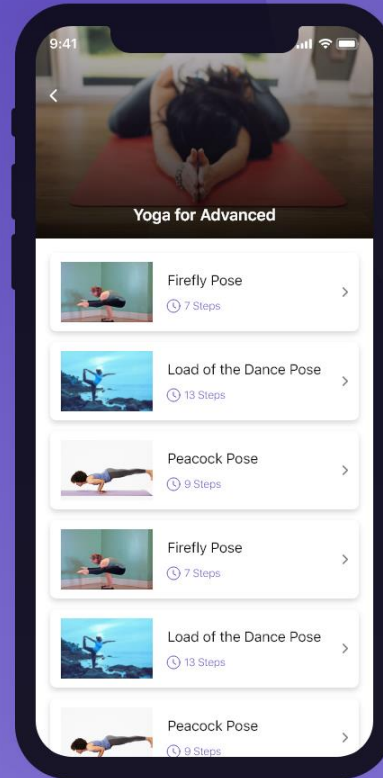 9:41
Yoga for Advanced
Firefly Pose
7 Steps
Load of the Dance Pose
13 Steps
Peacock Pose
9 Steps
Firefly Pose
7 Steps
Load of the Dance Pose
13 Steps
Peacock Pose
9 Steps